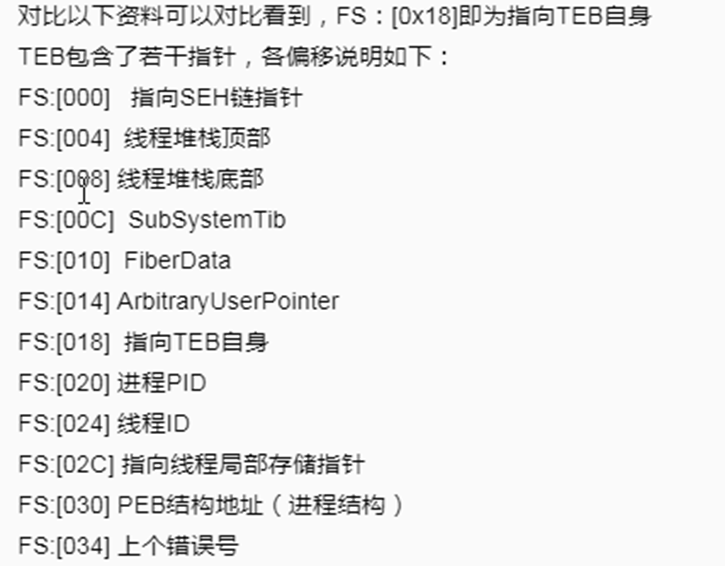 对比以下资料可以对比看到，FS：[0x18]即为指向TEB自身
TEB包含了若干指针，各偏移说明如下：
FS:[000] 指向SEH链指针
FS:[004] 线程堆栈顶部
FS:[008] 线程堆栈底部
FS:[00C] SubSystemTib
FS:[010] FiberData
FS:[014] ArbitraryUserPointer
FS:[018] 指向TEB自身
FS:[020] 进程PID
FS:[024] 线程ID
FS:[02C] 指向线程局部存储指针
FS:[030] PEB结构地址（进程结构）
FS:[034] 上个错误号